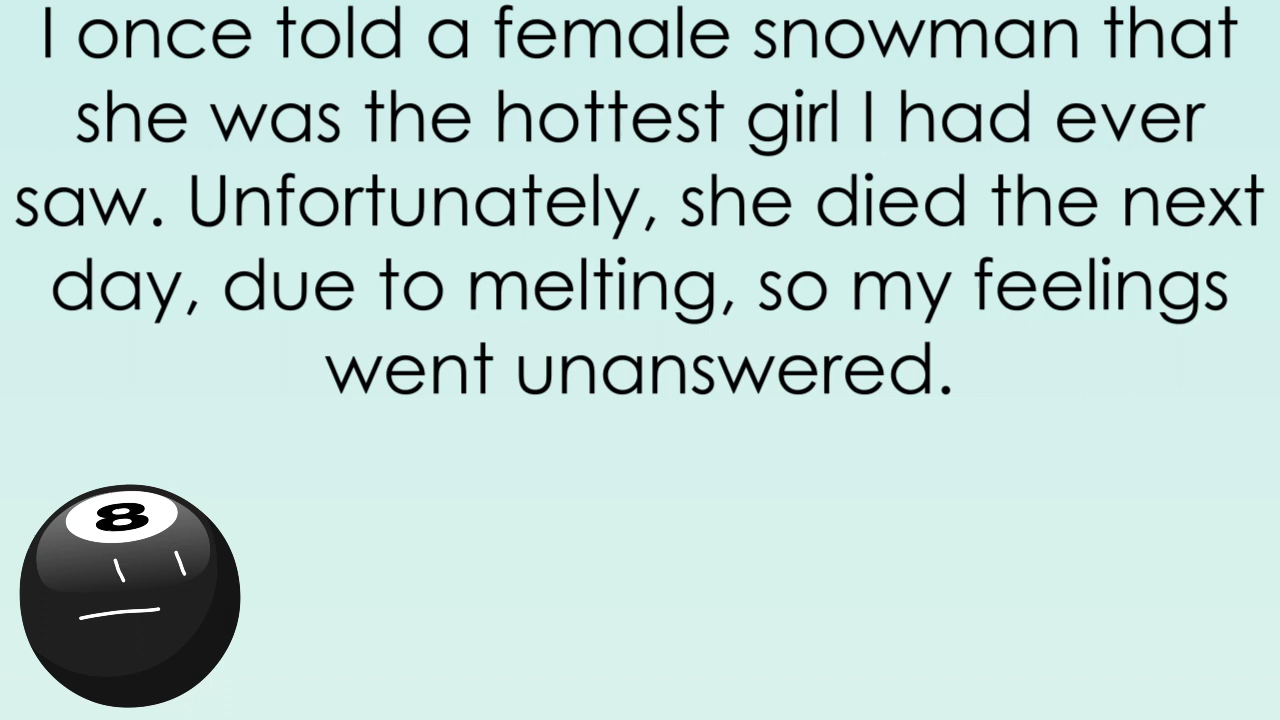 I once told a female snowman that
she was the hottest girl I had ever
saw. Unfortunately, she died the next
day, due to melting, so my feelings
went unanswered.
8